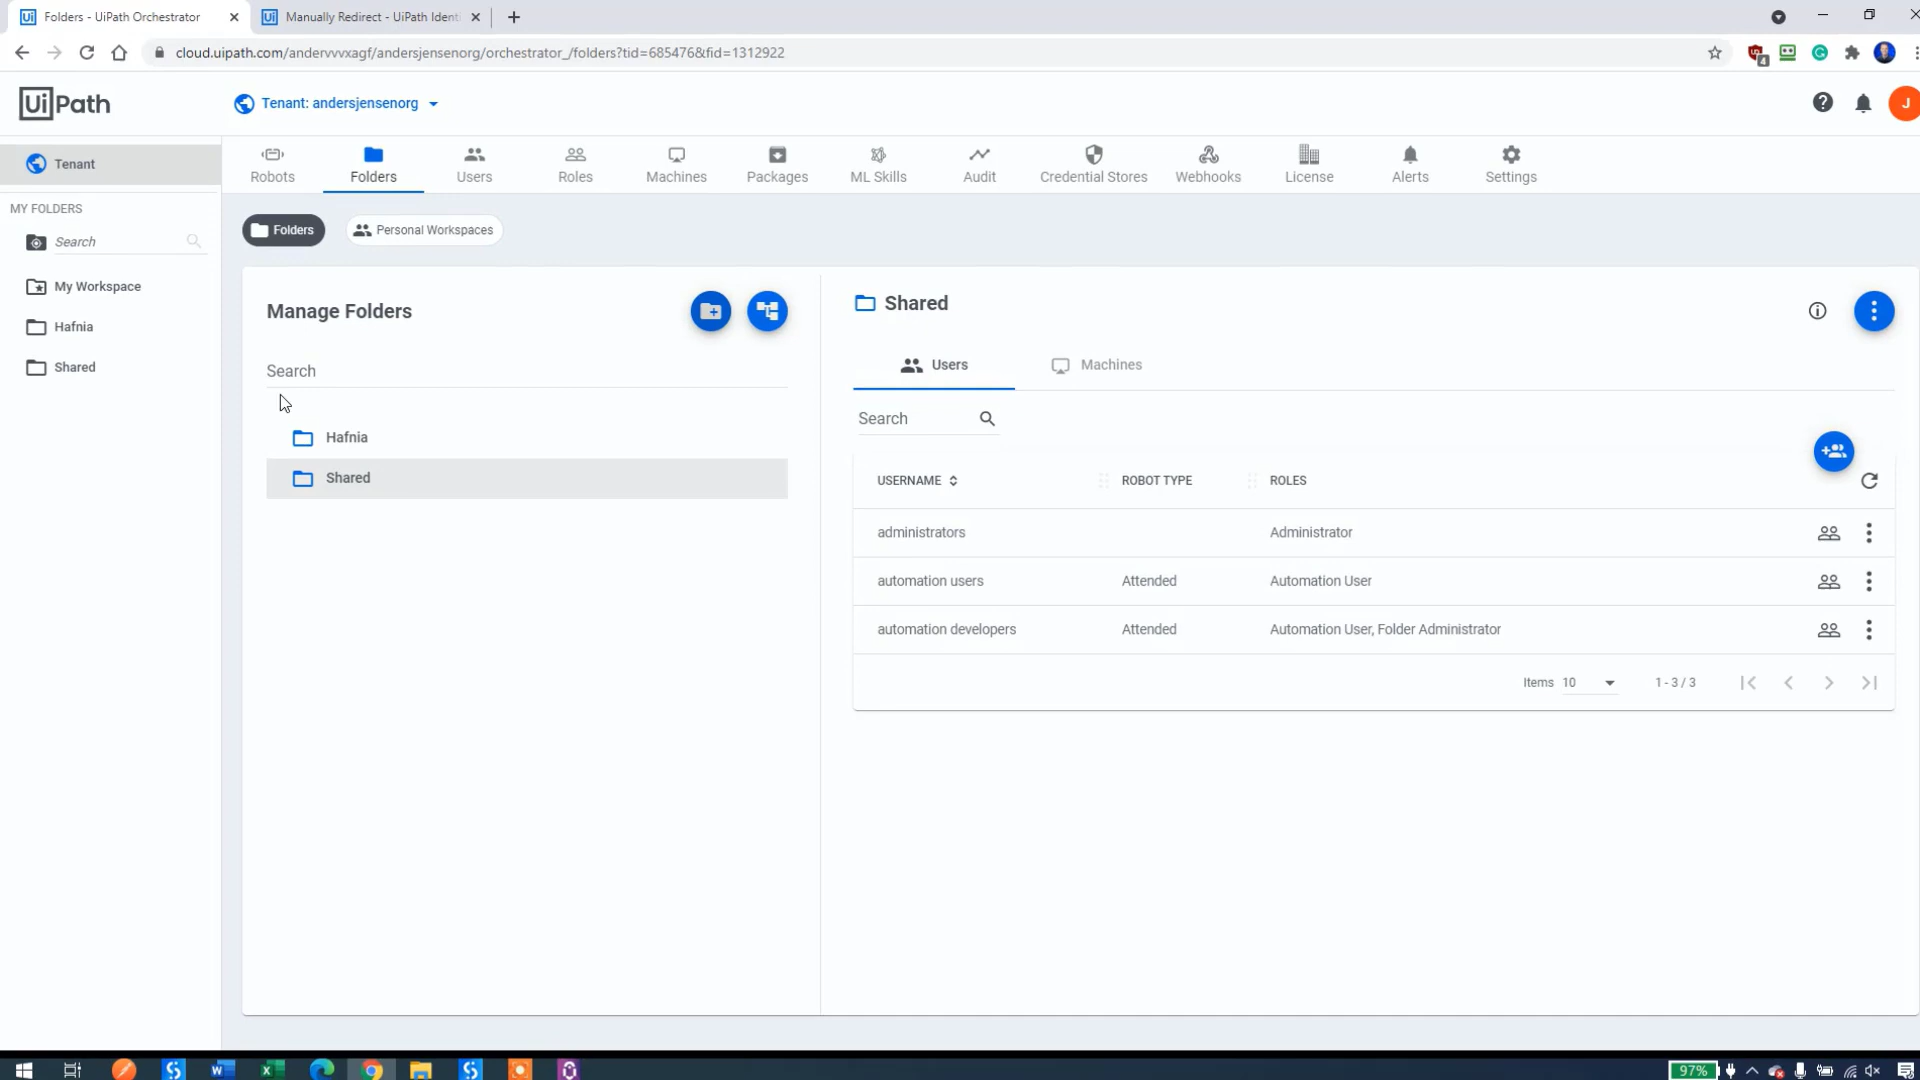 Folders - UiPath Orchestrator
Manually Redirect - UiPath Identi
cloud.uipath.com/andervvvxagf/andersjensenorg/orchestrator_/folders?tid=685476&fid=1312922
4
UiPath
Tenant: andersjensenorg
J
Tenant
Robots
Folders
Users
Roles
Machines
Packages
ML Skills
Audit
Credential Stores
Webhooks
License
Alerts
Settings
MY FOLDERS
Search
My Workspace
Hafnia
Shared
Folders
Personal Workspaces
Manage Folders
Search
Hafnia
Shared
Shared
Users
Machines
Search
USERNAME ROBOT TYPE ROLES
administrators Administrator
automation users Attended Automation User
automation developers Attended Automation User, Folder Administrator
Items 10 1 - 3 / 3
97%